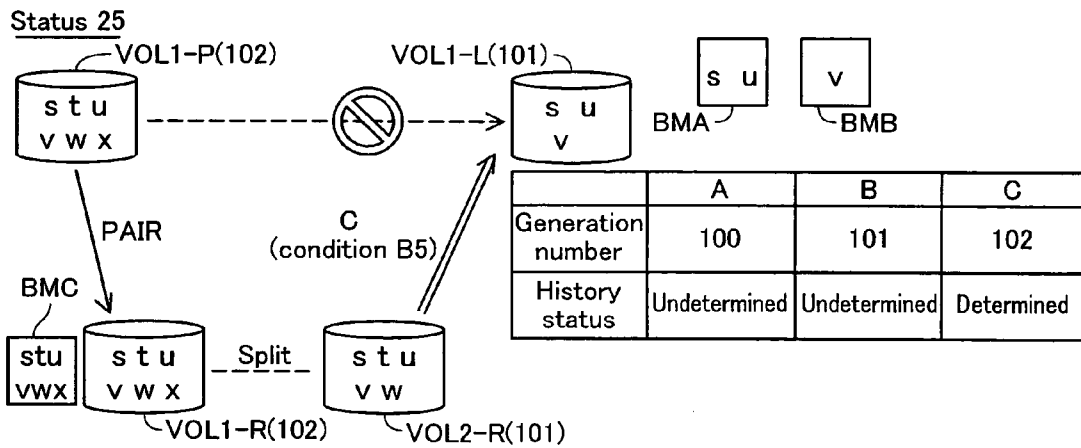 Status 25
VOL1-P(102)
VOL1-L(101)
s t u
v w x
s u
v
s u
v
BMA
BMB
PAIR
C
(condition B5)
A B C
Generation number 100 101 102
History status Undetermined Undetermined Determined
BMC
stu
vwx
s t u
v w x
Split
s t u
v w
VOL1-R(102)
VOL2-R(101)